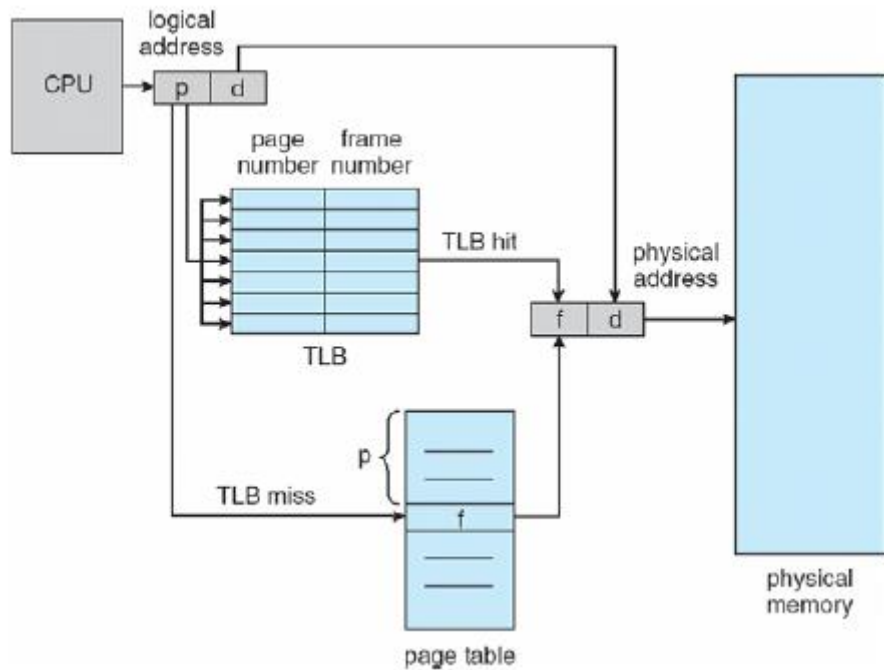 logical
address
CPU
p
d
page
number
frame
number
TLB hit
physical
address
f
d
TLB
p
TLB miss
f
page table
physical
memory